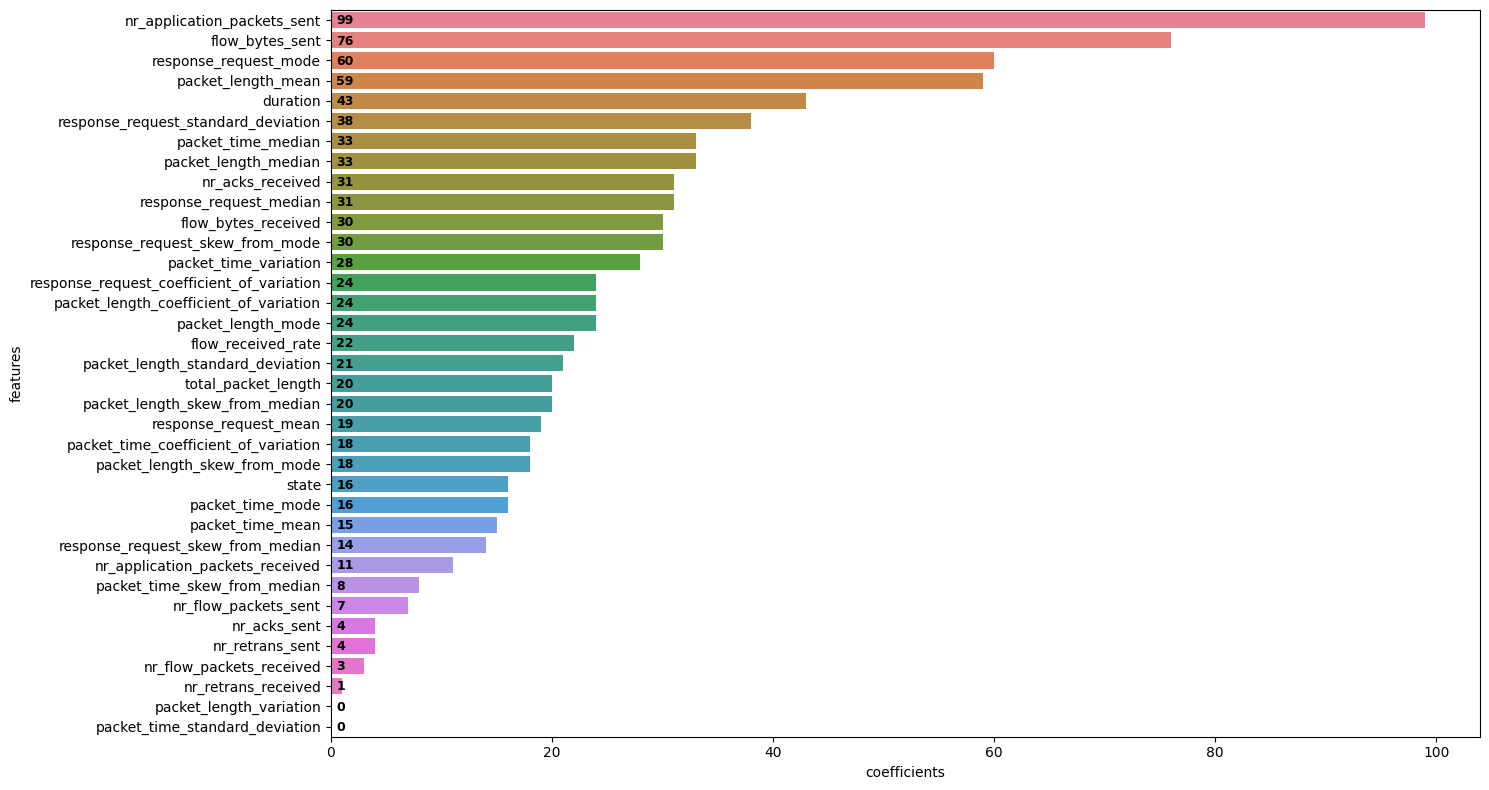 nr_application_packets_sent 99
flow_bytes_sent 76
response_request_mode 60
packet_length_mean 59
duration 43
response_request_standard_deviation 38
packet_time_median 33
packet_length_median 33
nr_acks_received 31
response_request_median 31
flow_bytes_received 30
response_request_skew_from_mode 30
packet_time_variation 28
response_request_coefficient_of_variation 24
packet_length_coefficient_of_variation 24
packet_length_mode 24
flow_received_rate 22
packet_length_standard_deviation 21
total_packet_length 20
packet_length_skew_from_median 20
response_request_mean 19
packet_time_coefficient_of_variation 18
packet_length_skew_from_mode 18
state 16
packet_time_mode 16
packet_time_mean 15
response_request_skew_from_median 14
nr_application_packets_received 11
packet_time_skew_from_median 8
nr_flow_packets_sent 7
nr_acks_sent 4
nr_retrans_sent 4
nr_flow_packets_received 3
nr_retrans_received 1
packet_length_variation 0
packet_time_standard_deviation 0
features
0 20 40 60 80 100
coefficients